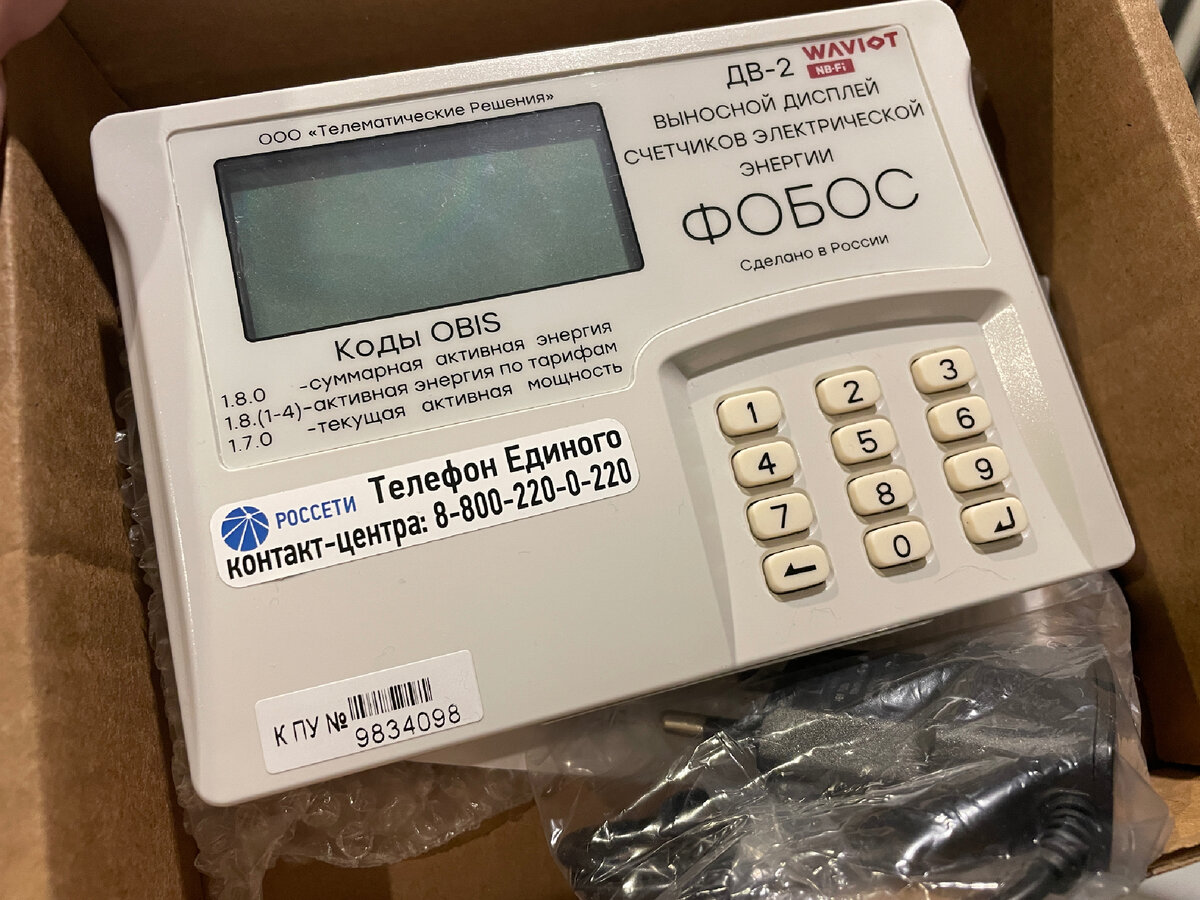 ООО «Телематические Решения»
ДВ-2 WAVIOT
NB-Fi
ВЫНОСНОЙ ДИСПЛЕЙ
СЧЕТЧИКОВ ЭЛЕКТРИЧЕСКОЙ
ЭНЕРГИИ
ФОБОС
Сделано в России
Коды OBIS
1.8.0 -суммарная активная энергия
1.8.(1-4)-активная энергия по тарифам
1.7.0 -текущая активная мощность
РОССЕТИ Телефон Единого
контакт-центра: 8-800-220-0-220
1 2 3
4 5 6
7 8 9
0
К ПУ №
9834098